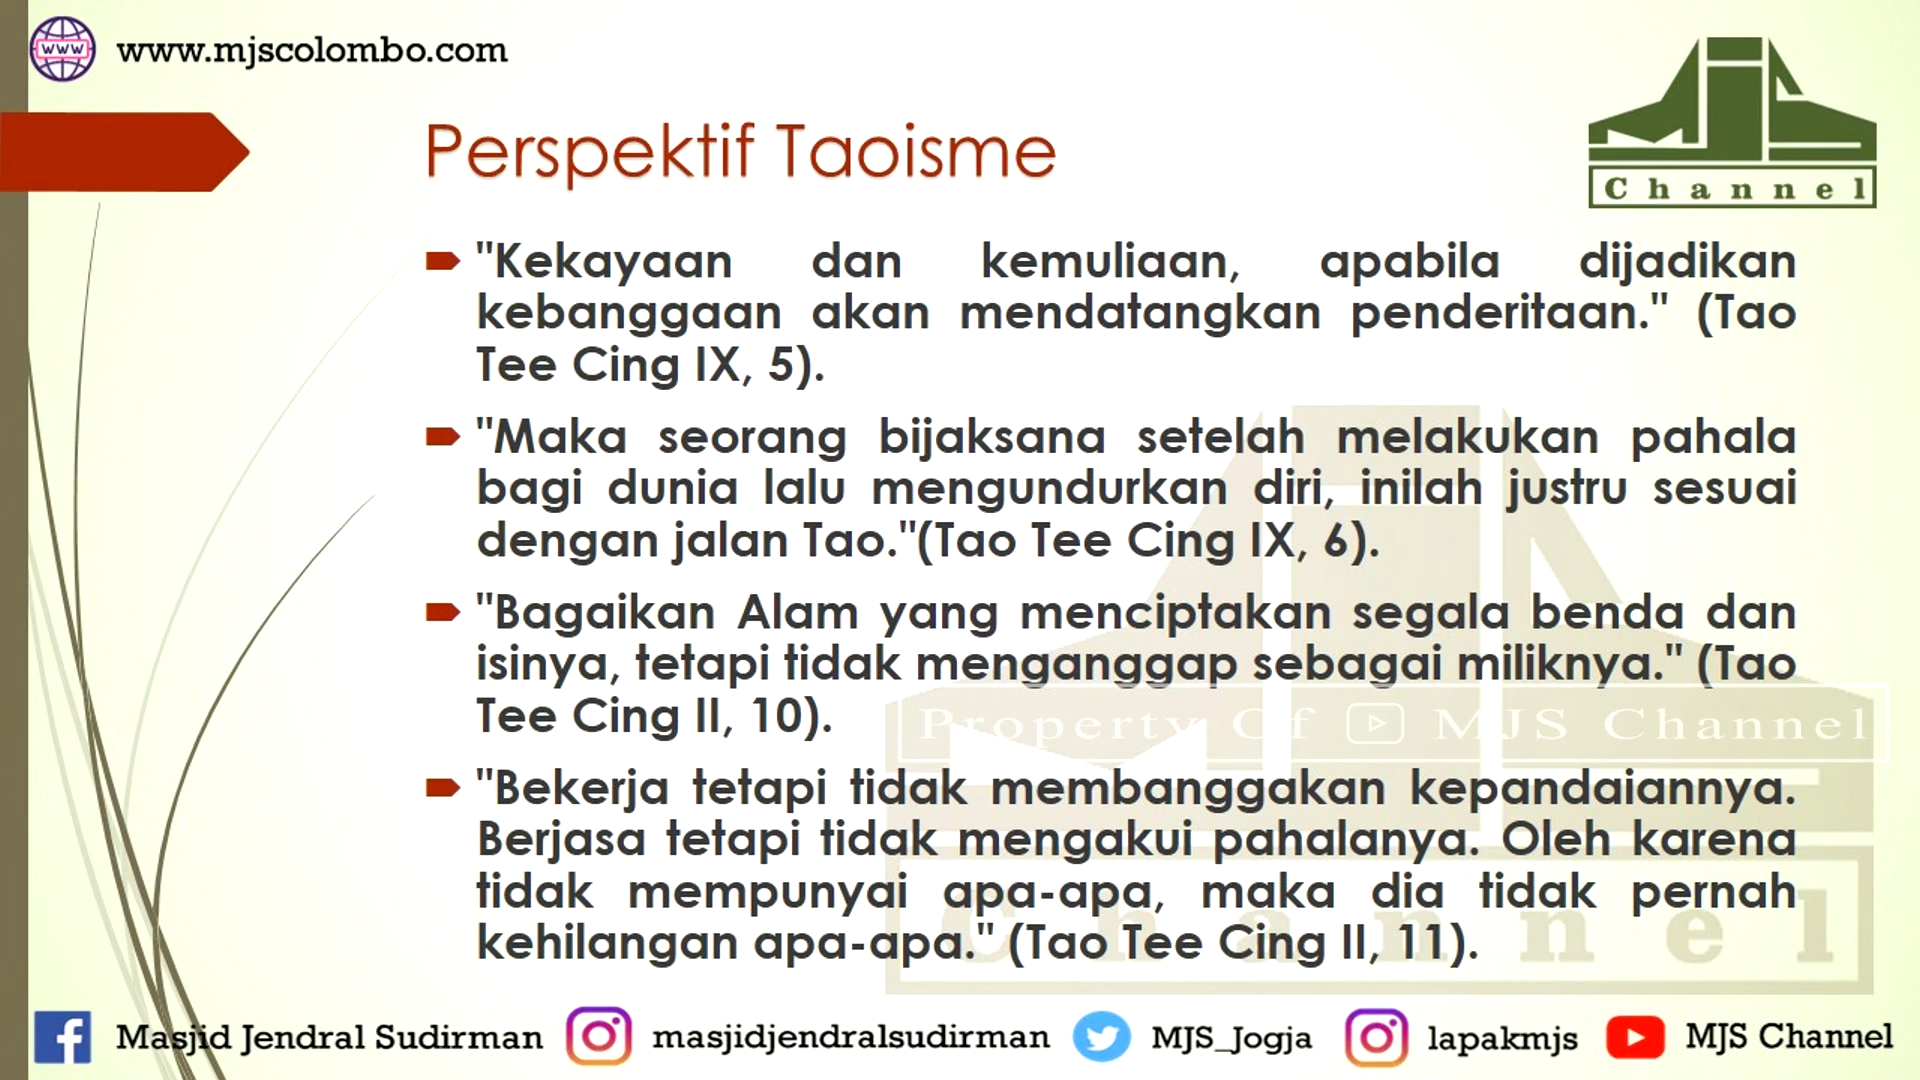 www.mjscolombo.com
www
MJS
Channel
Perspektif Taoisme
"Kekayaan dan kemuliaan, apabila dijadikan
kebanggaan akan mendatangkan penderitaan." (Tao
Tee Cing IX, 5).
"Maka seorang bijaksana setelah melakukan pahala
bagi dunia lalu mengundurkan diri, inilah justru sesuai
dengan jalan Tao."(Tao Tee Cing IX, 6).
"Bagaikan Alam yang menciptakan segala benda dan
isinya, tetapi tidak menganggap sebagai miliknya." (Tao
Tee Cing II, 10).
Property Of MJS Channel
"Bekerja tetapi tidak membanggakan kepandaiannya.
Berjasa tetapi tidak mengakui pahalanya. Oleh karena
tidak mempunyai apa-apa, maka dia tidak pernah
kehilangan apa-apa." (Tao Tee Cing II, 11).
Channel
Masjid Jendral Sudirman masjidjendralsudirman MJS_Jogja lapakmjs MJS Channel